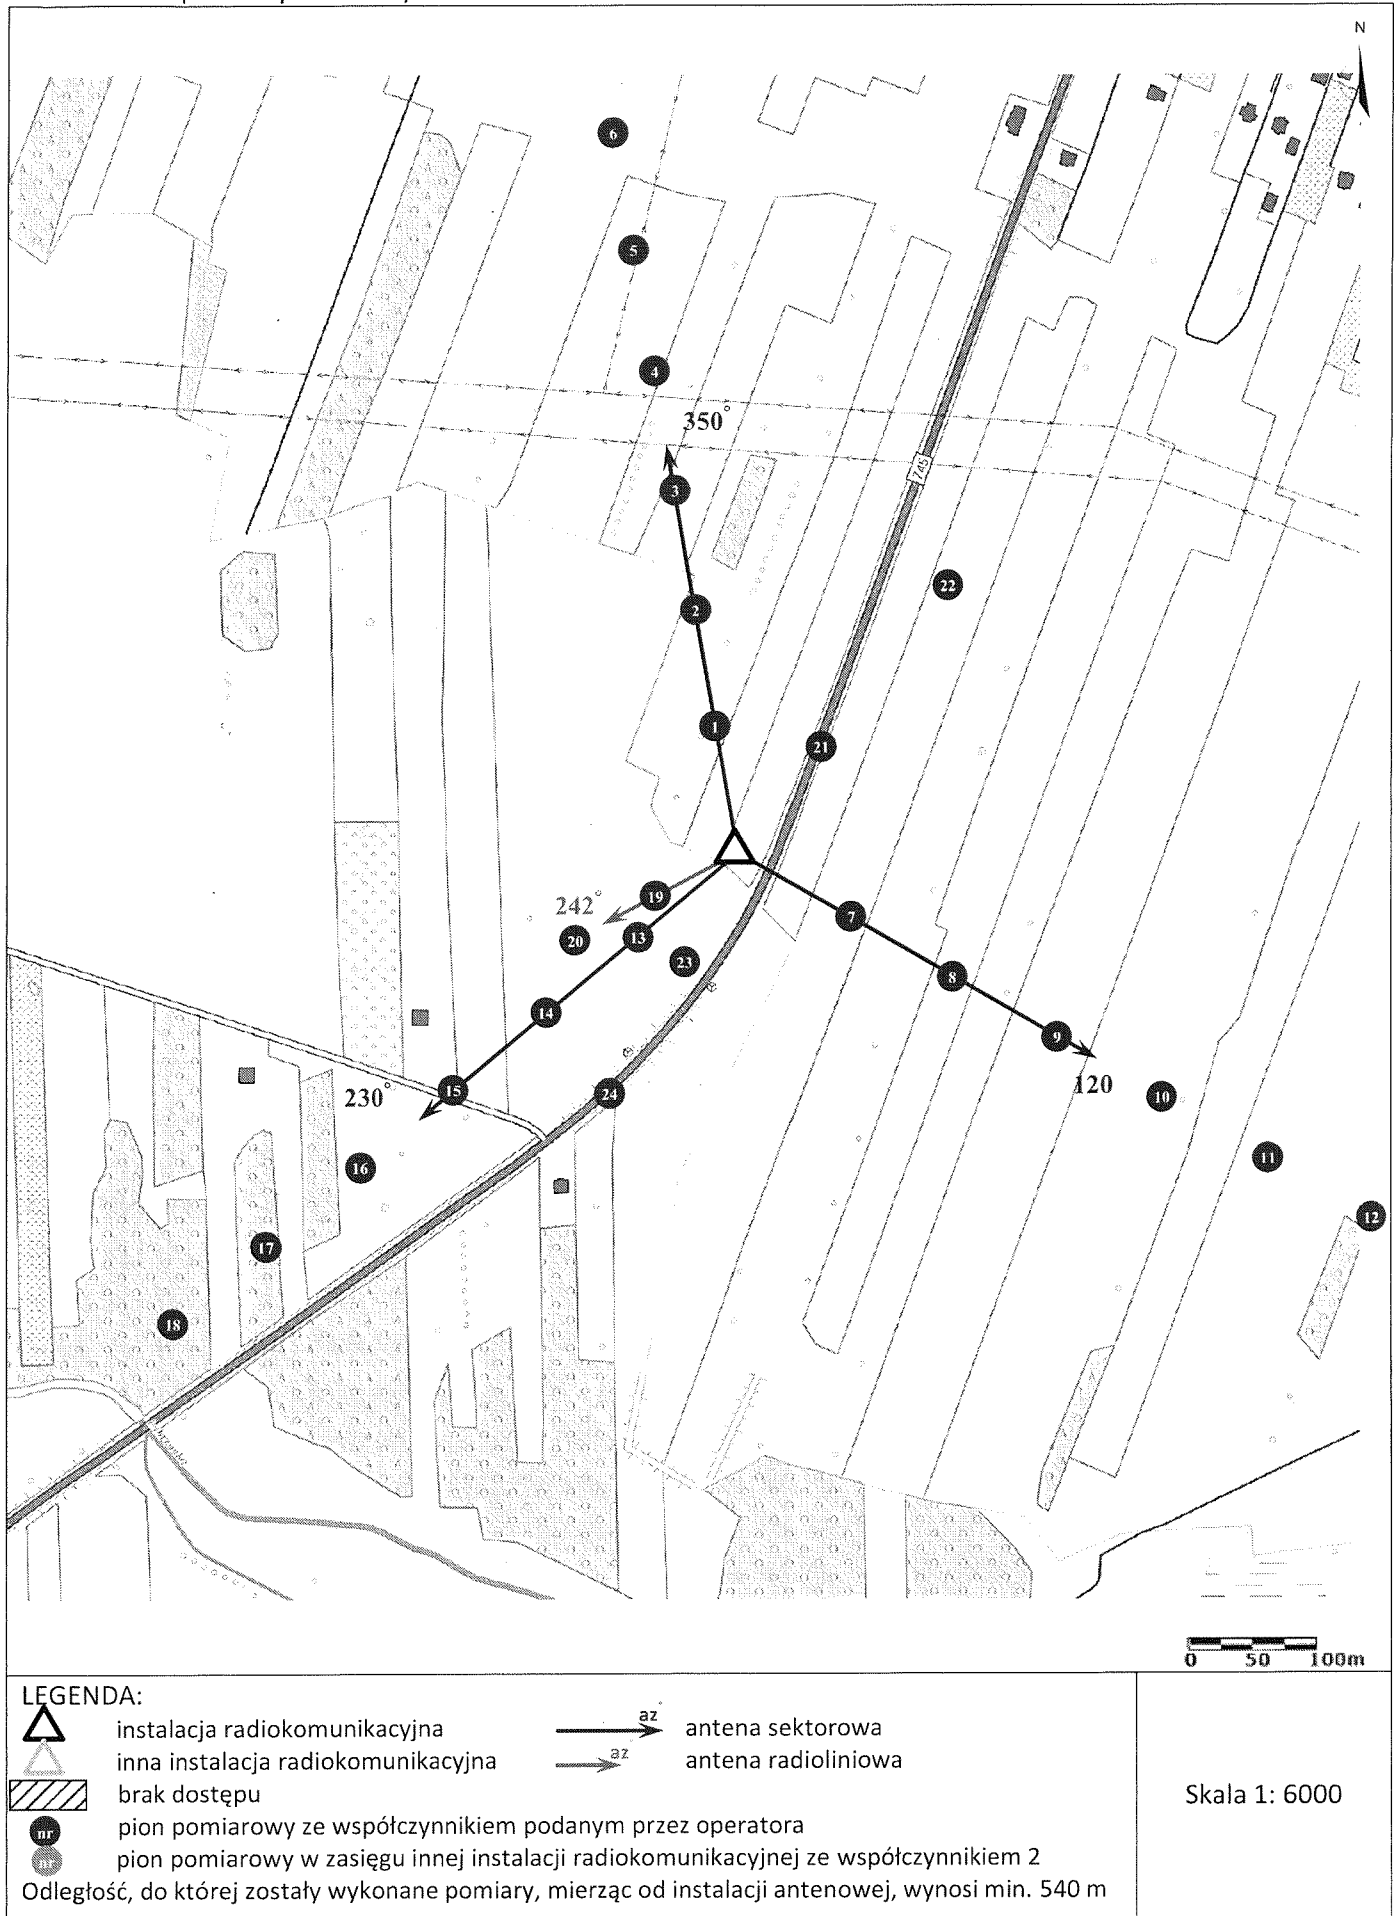 N
6
5
4
350°
3
745
22
2
1
21
19
242°
7
20
13
23
8
14
9
15
230°
24
120
10
16
11
12
17
18
0 50 100m
LEGENDA:
instalacja radiokomunikacyjna
az°
antena sektorowa
inna instalacja radiokomunikacyjna
az°
antena radioliniowa
brak dostępu
Skala 1: 6000
nr
pion pomiarowy ze współczynnikiem podanym przez operatora
nr
pion pomiarowy w zasięgu innej instalacji radiokomunikacyjnej ze współczynnikiem 2
Odległość, do której zostały wykonane pomiary, mierząc od instalacji antenowej, wynosi min. 540 m